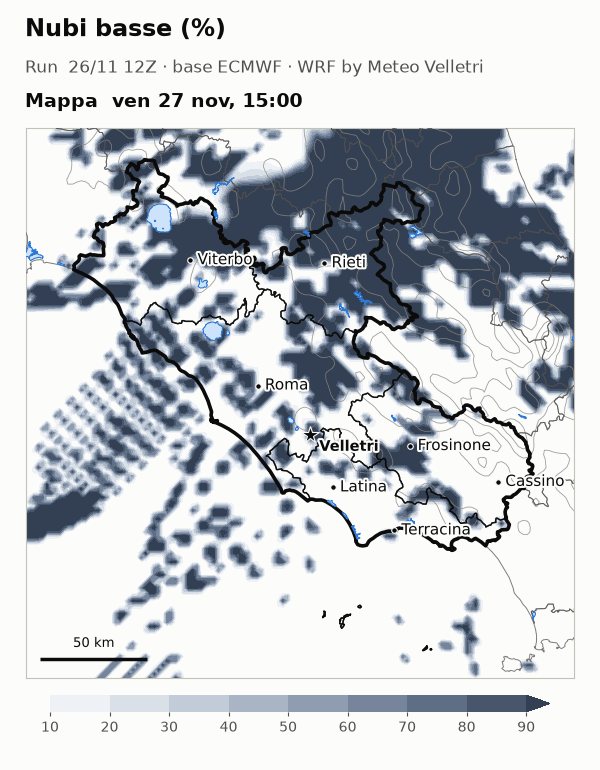 Nubi basse (%)
Run  26/11 12Z · base ECMWF · WRF by Meteo Velletri
Mappa  ven 27 nov, 15:00
Viterbo
Rieti
Roma
Velletri
Frosinone
Latina
Cassino
Terracina
50 km
10 20 30 40 50 60 70 80 90